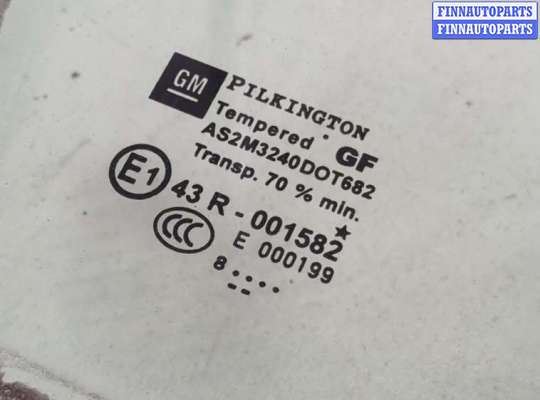 FINNAUTOPARTS
FINNAUTOPARTS
GM PILKINGTON
Tempered GF
AS2M3240DOT682
Transp. 70 % min.
E1 43 R - 001582
CCC E 000199
8 ....
--